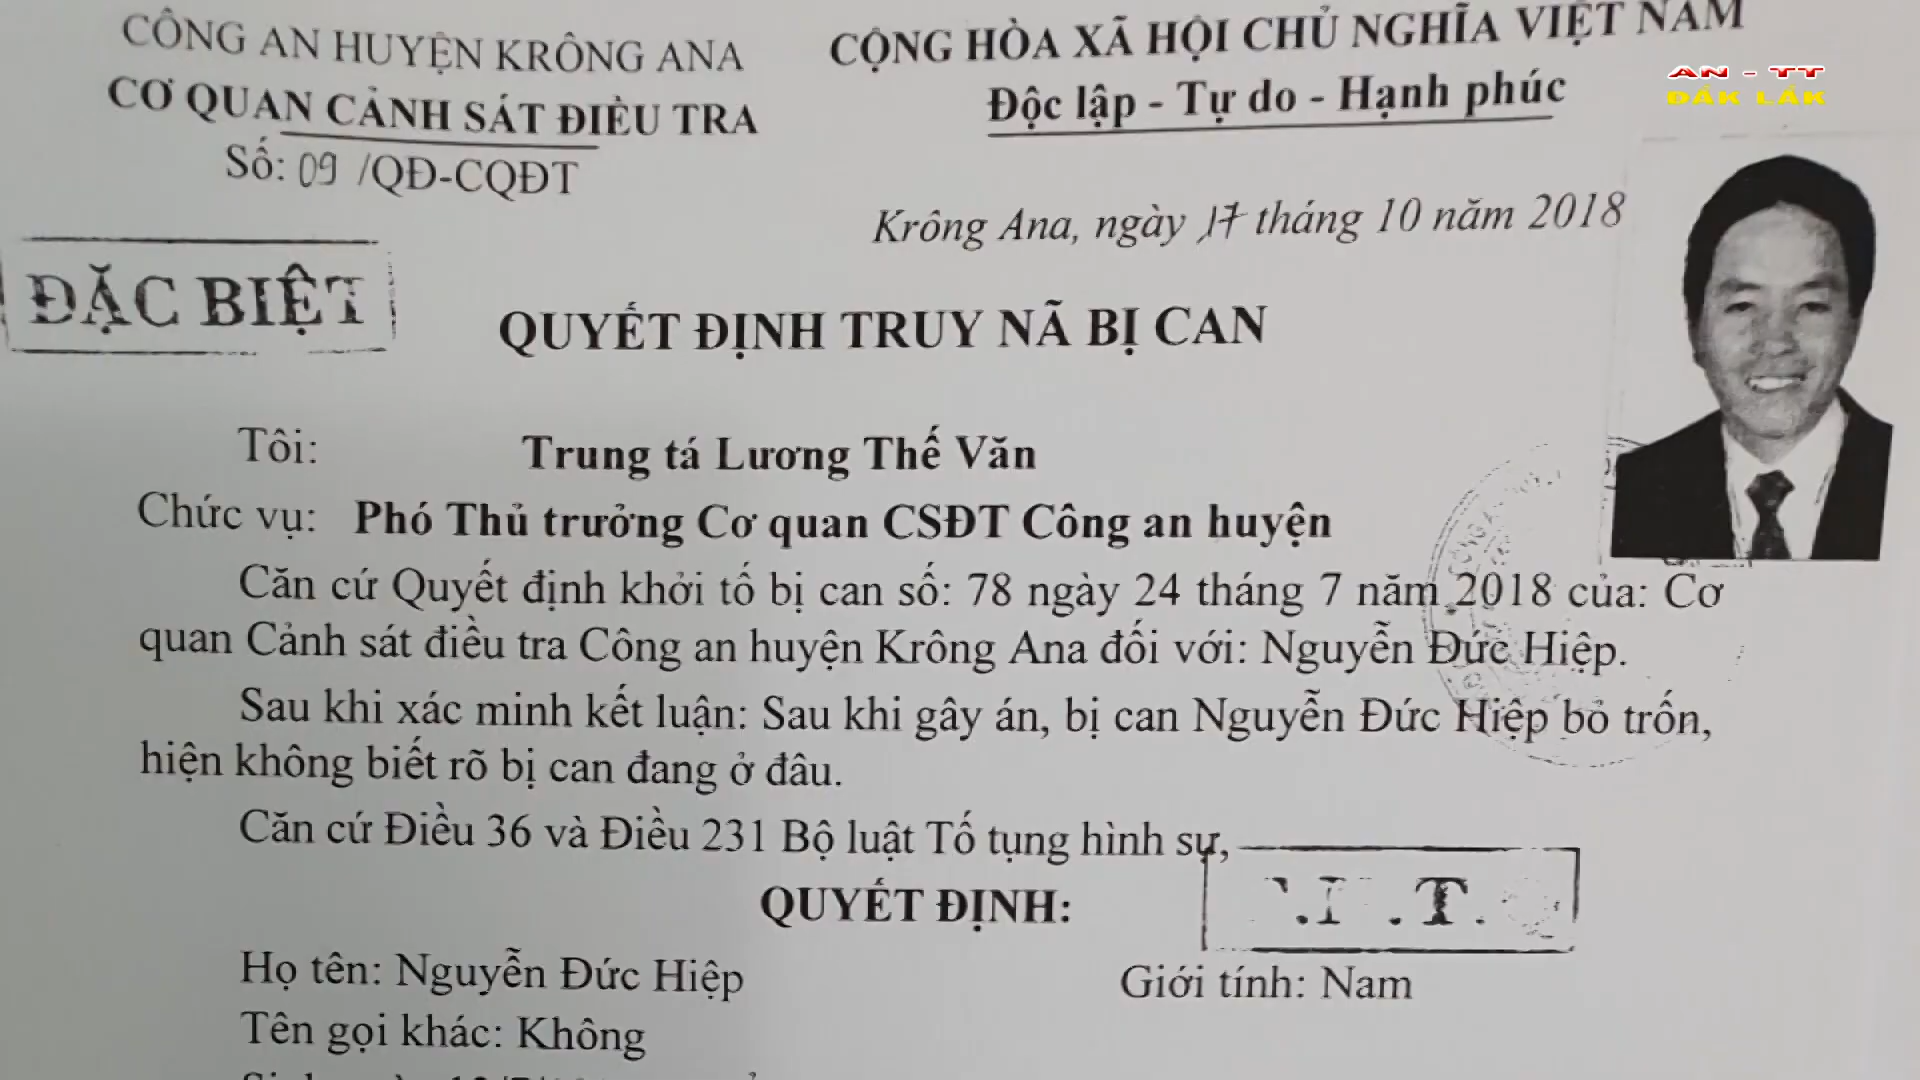 CÔNG AN HUYỆN KRÔNG ANA
CỘNG HÒA XÃ HỘI CHỦ NGHĨA VIỆT NAM
CƠ QUAN CẢNH SÁT ĐIỀU TRA
Độc lập - Tự do - Hạnh phúc
AN - TT
ĐẮK LẮK
Số: 09 /QĐ-CQĐT
Krông Ana, ngày 17 tháng 10 năm 2018
ĐẶC BIỆT
QUYẾT ĐỊNH TRUY NÃ BỊ CAN
Tôi: Trung tá Lương Thế Văn
Chức vụ: Phó Thủ trưởng Cơ quan CSĐT Công an huyện
Căn cứ Quyết định khởi tố bị can số: 78 ngày 24 tháng 7 năm 2018 của: Cơ
quan Cảnh sát điều tra Công an huyện Krông Ana đối với: Nguyễn Đức Hiệp.
Sau khi xác minh kết luận: Sau khi gây án, bị can Nguyễn Đức Hiệp bỏ trốn,
hiện không biết rõ bị can đang ở đâu.
Căn cứ Điều 36 và Điều 231 Bộ luật Tố tụng hình sự,
QUYẾT ĐỊNH:
Họ tên: Nguyễn Đức Hiệp Giới tính: Nam
Tên gọi khác: Không